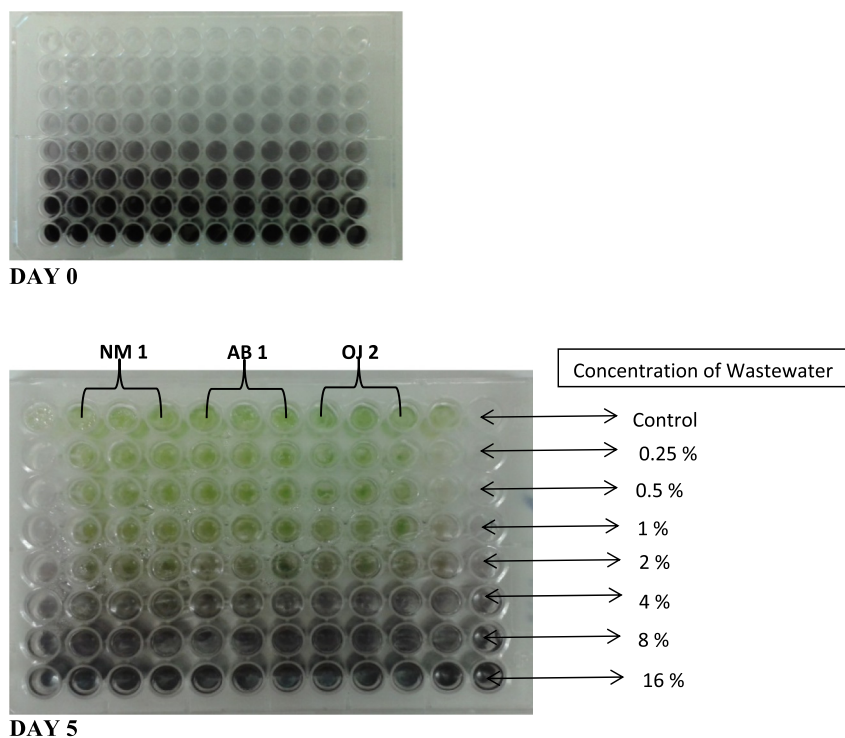 DAY 0
NM 1 AB 1 OJ 2
Concentration of Wastewater
Control
0.25 %
0.5 %
1 %
2 %
4 %
8 %
16 %
DAY 5